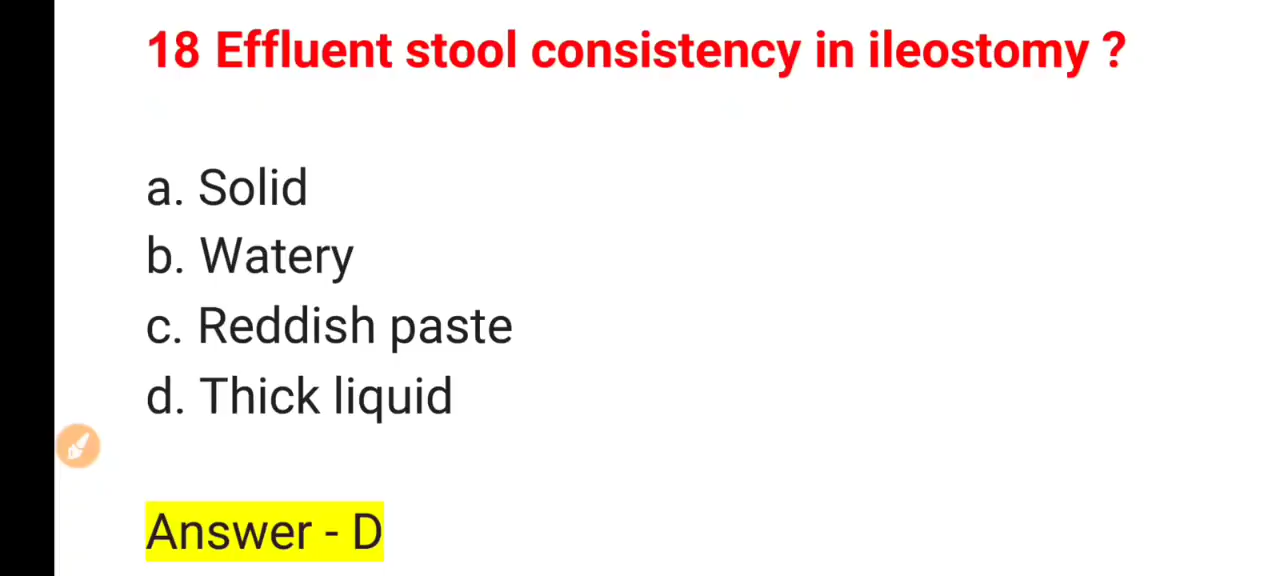 18 Effluent stool consistency in ileostomy ?
a. Solid
b. Watery
c. Reddish paste
d. Thick liquid
Answer - D